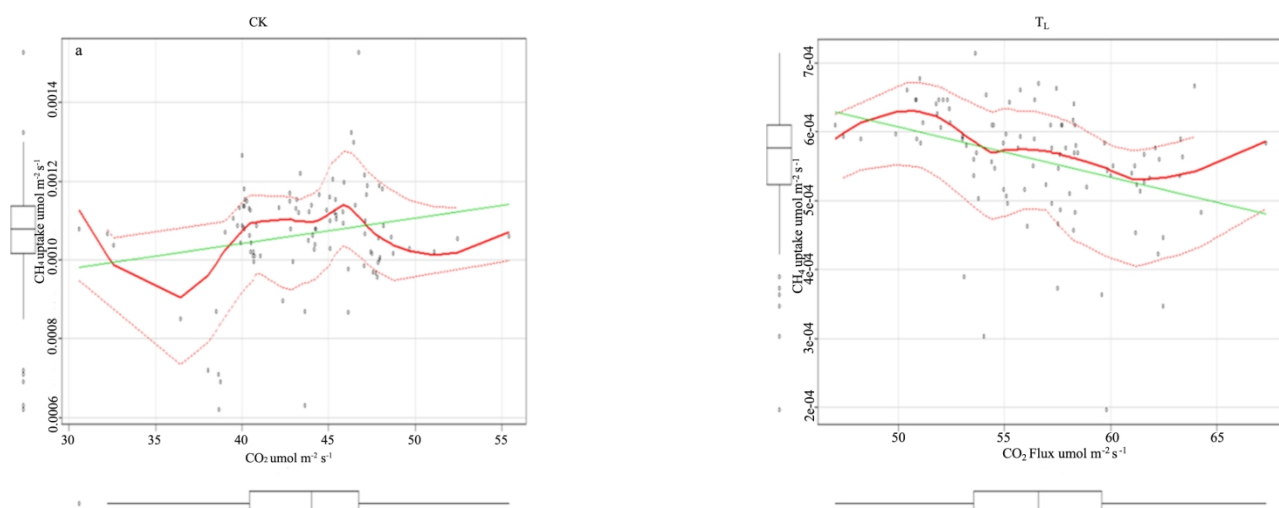 CK
a
CH₄ uptake umol m⁻² s⁻¹
0.0014
0.0012
0.0010
0.0008
0.0006
30 35 40 45 50 55
CO₂ umol m⁻² s⁻¹
T_L
CH₄ uptake umol m⁻² s⁻¹
7e-04
6e-04
5e-04
4e-04
3e-04
2e-04
50 55 60 65
CO₂ Flux umol m⁻² s⁻¹